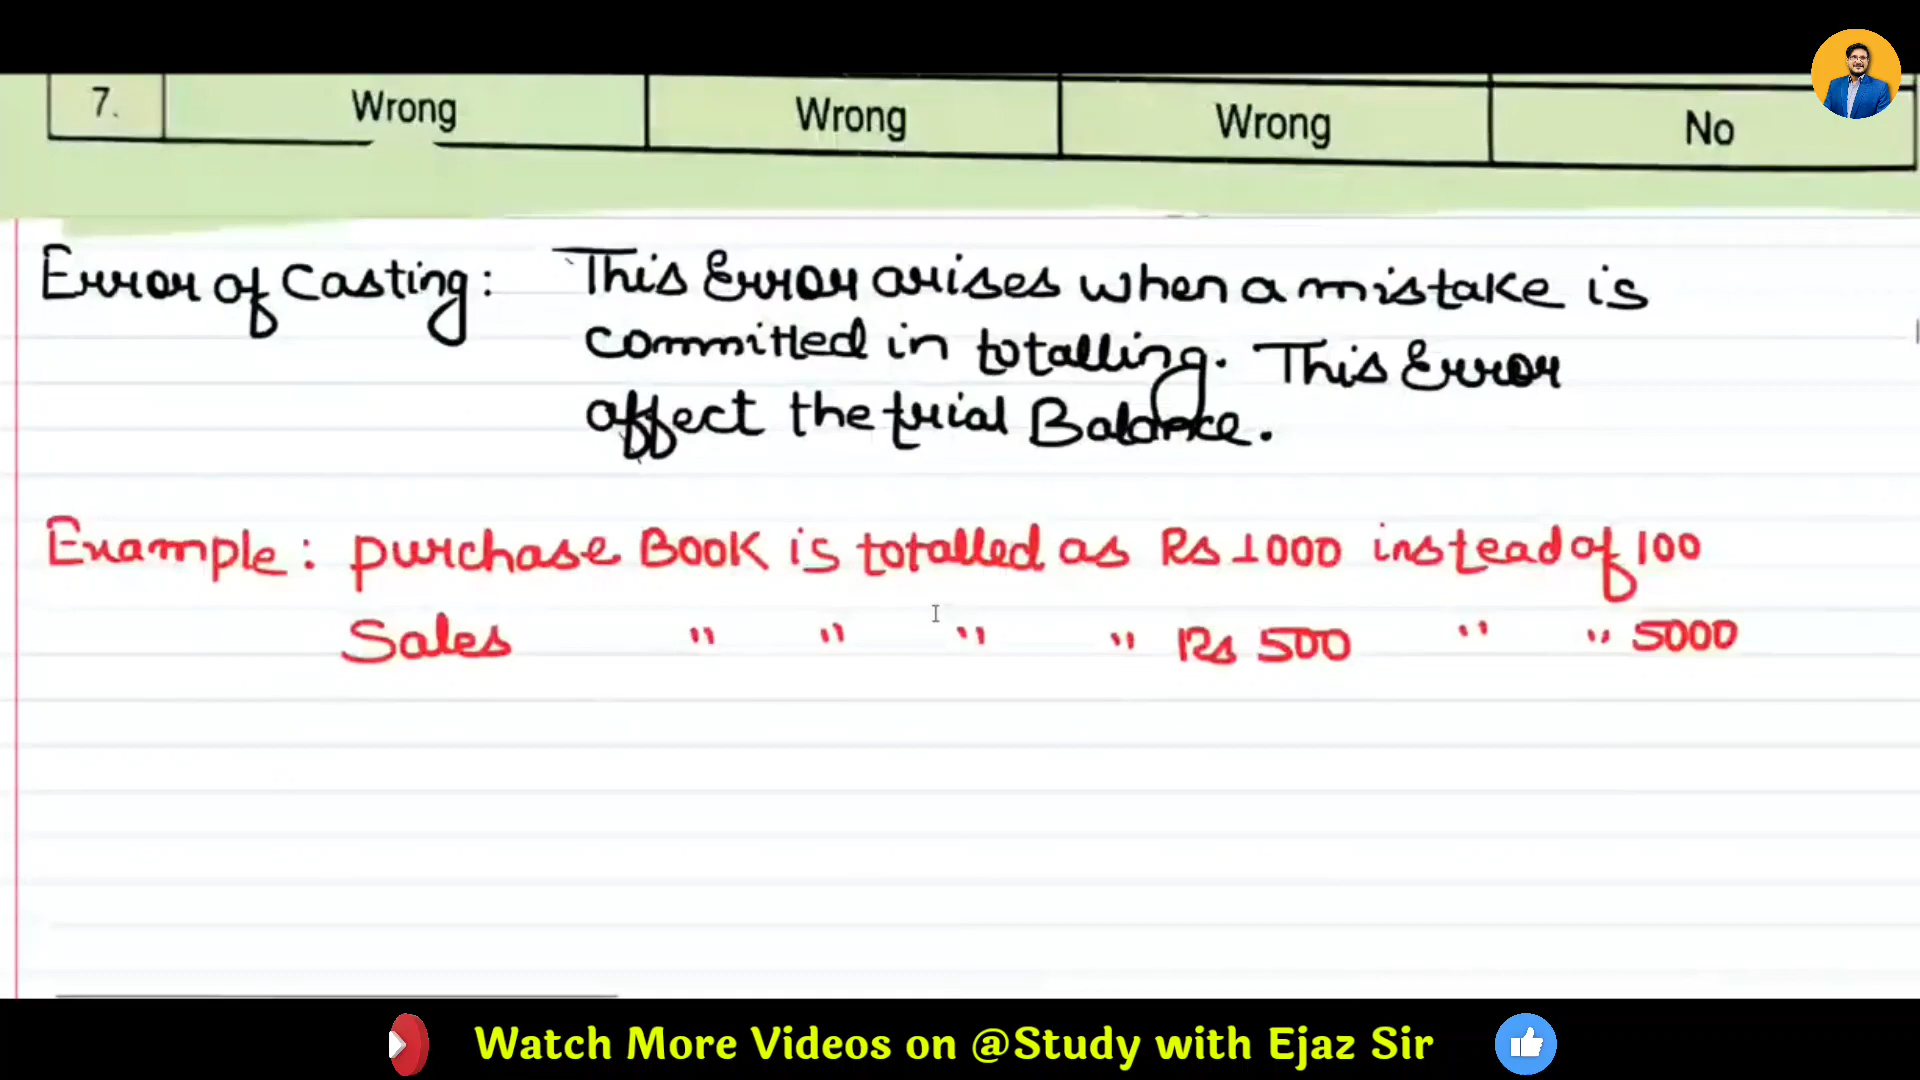 7. Wrong Wrong Wrong No
Error of Casting: This Error arises when a mistake is
committed in totalling. This Error
affect the trial Balance.
Example: purchase Book is totalled as Rs 1000 instead of 100
Sales " " " " Rs 500 " " 5000
Watch More Videos on @Study with Ejaz Sir